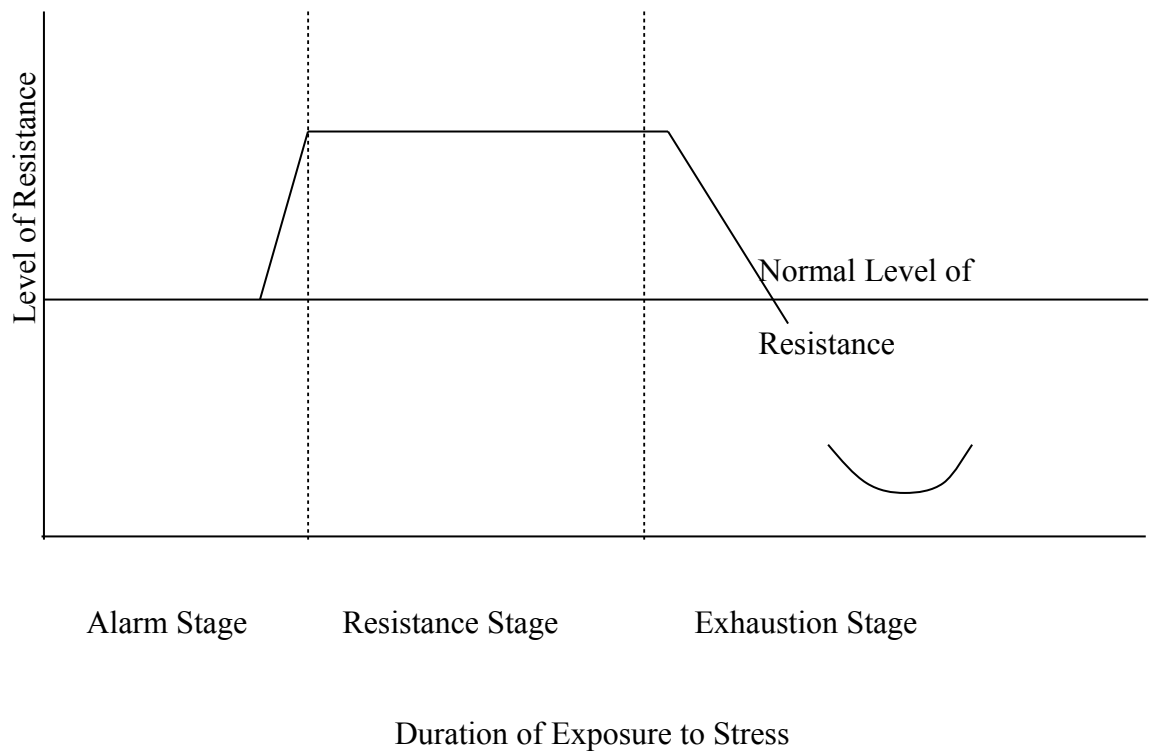 Level of Resistance
Normal Level of
Resistance
Alarm Stage
Resistance Stage
Exhaustion Stage
Duration of Exposure to Stress